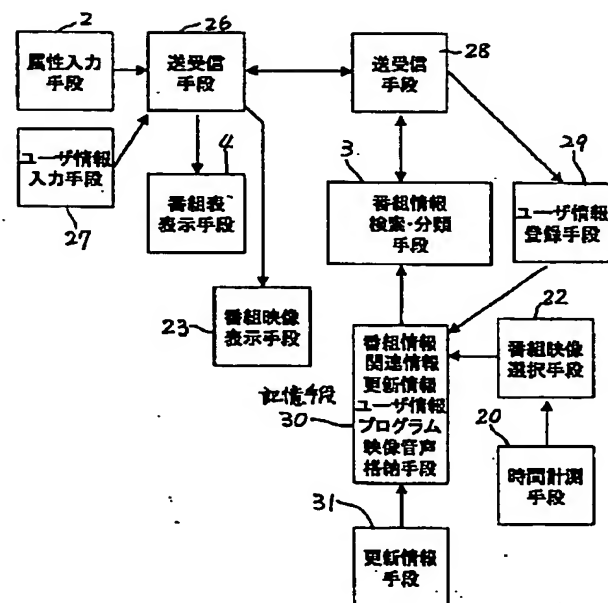 2
26
28
属性入力
手段
送受信
手段
送受信
手段
ユーザ情報
入力手段
27
4
番組表
表示手段
3
番組情報
検索・分類
手段
29
ユーザ情報
登録手段
23
番組映像
表示手段
記憶手段
30
番組情報
関連情報
更新情報
ユーザ情報
プログラム
映像音声
格納手段
22
番組映像
選択手段
20
時間計測
手段
31
更新情報
手段